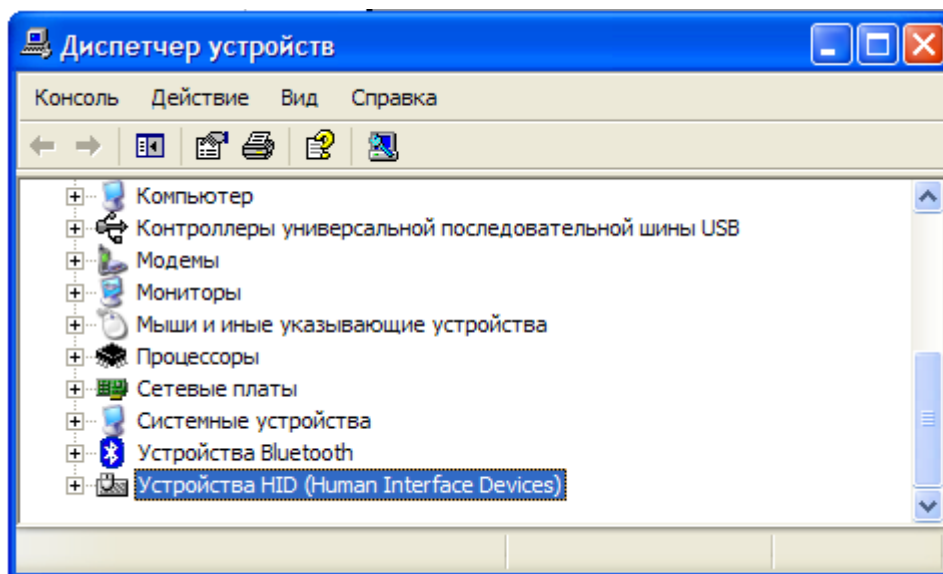 Диспетчер устройств
Консоль Действие Вид Справка
Компьютер
Контроллеры универсальной последовательной шины USB
Модемы
Мониторы
Мыши и иные указывающие устройства
Процессоры
Сетевые платы
Системные устройства
Устройства Bluetooth
Устройства HID (Human Interface Devices)